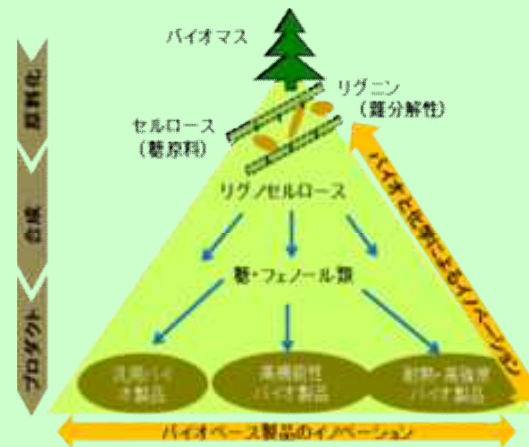 バイオマス
リグニン
(難分解性)
セルロース
(糖原料)
リグノセルロース
糖・フェノール類
汎用バイ
オ製品
高機能性
バイオ製品
耐熱・高強度
バイオ製品
バイオベース製品のイノベーション
バイオと化学によるイノベーション
原料化
合成
プロダクト